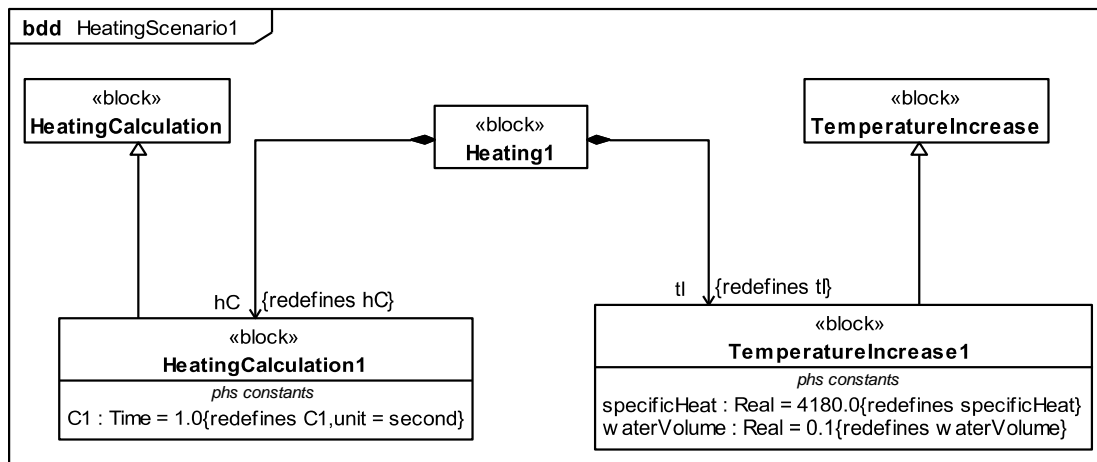 bdd HeatingScenario1
«block»
HeatingCalculation
«block»
Heating1
«block»
TemperatureIncrease
hC {redefines hC}
tI {redefines tI}
«block»
HeatingCalculation1
phs constants
C1 : Time = 1.0{redefines C1,unit = second}
«block»
TemperatureIncrease1
phs constants
specificHeat : Real = 4180.0{redefines specificHeat}
waterVolume : Real = 0.1{redefines waterVolume}